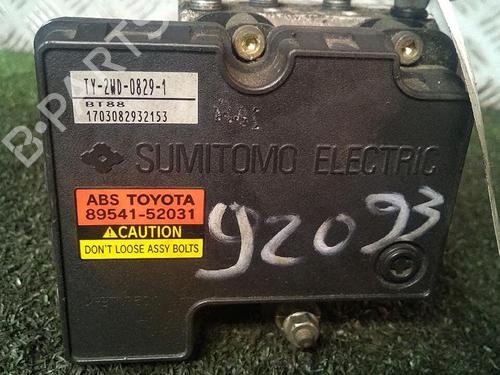 TY-2WD-0829-1
BT88
1703082932153
SUMITOMO ELECTRIC
ABS TOYOTA
89541-52031
CAUTION
DON'T LOOSE ASSY BOLTS
92093
B-PARTS